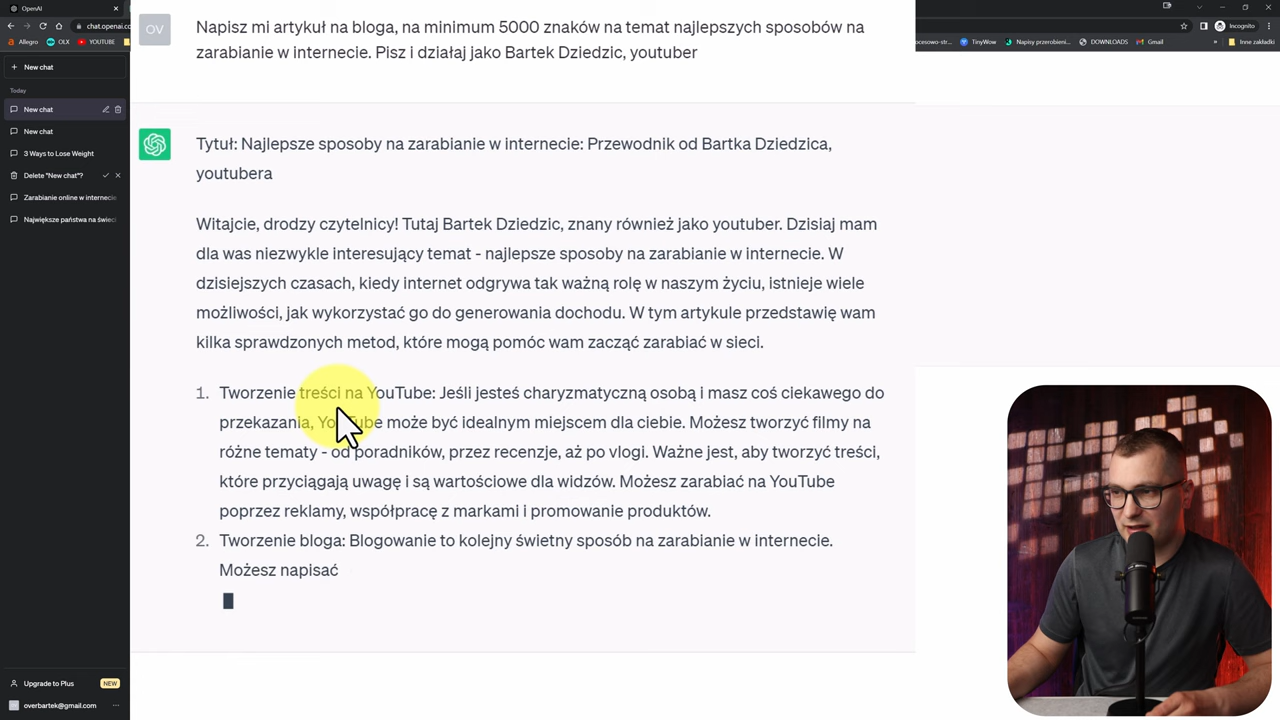 OpenAI
chat.openai.co
Incognito
Allegro
OLX
YOUTUBE
ocesowo-str...
TinyWow
Napisy przerobieni...
DOWNLOADS
Gmail
Inne zakładki
New chat
Today
New chat
New chat
3 Ways to Lose Weight
Delete "New chat"?
Zarabianie online w internecie
Największe państwa na świeci
Upgrade to Plus
NEW
overbartek@gmail.com
OV
Napisz mi artykuł na bloga, na minimum 5000 znaków na temat najlepszych sposobów na
zarabianie w internecie. Pisz i działaj jako Bartek Dziedzic, youtuber
Tytuł: Najlepsze sposoby na zarabianie w internecie: Przewodnik od Bartka Dziedzica,
youtubera
Witajcie, drodzy czytelnicy! Tutaj Bartek Dziedzic, znany również jako youtuber. Dzisiaj mam
dla was niezwykle interesujący temat - najlepsze sposoby na zarabianie w internecie. W
dzisiejszych czasach, kiedy internet odgrywa tak ważną rolę w naszym życiu, istnieje wiele
możliwości, jak wykorzystać go do generowania dochodu. W tym artykule przedstawię wam
kilka sprawdzonych metod, które mogą pomóc wam zacząć zarabiać w sieci.
1. Tworzenie treści na YouTube: Jeśli jesteś charyzmatyczną osobą i masz coś ciekawego do
przekazania, YouTube może być idealnym miejscem dla ciebie. Możesz tworzyć filmy na
różne tematy - od poradników, przez recenzje, aż po vlogi. Ważne jest, aby tworzyć treści,
które przyciągają uwagę i są wartościowe dla widzów. Możesz zarabiać na YouTube
poprzez reklamy, współpracę z markami i promowanie produktów.
2. Tworzenie bloga: Blogowanie to kolejny świetny sposób na zarabianie w internecie.
Możesz napisać